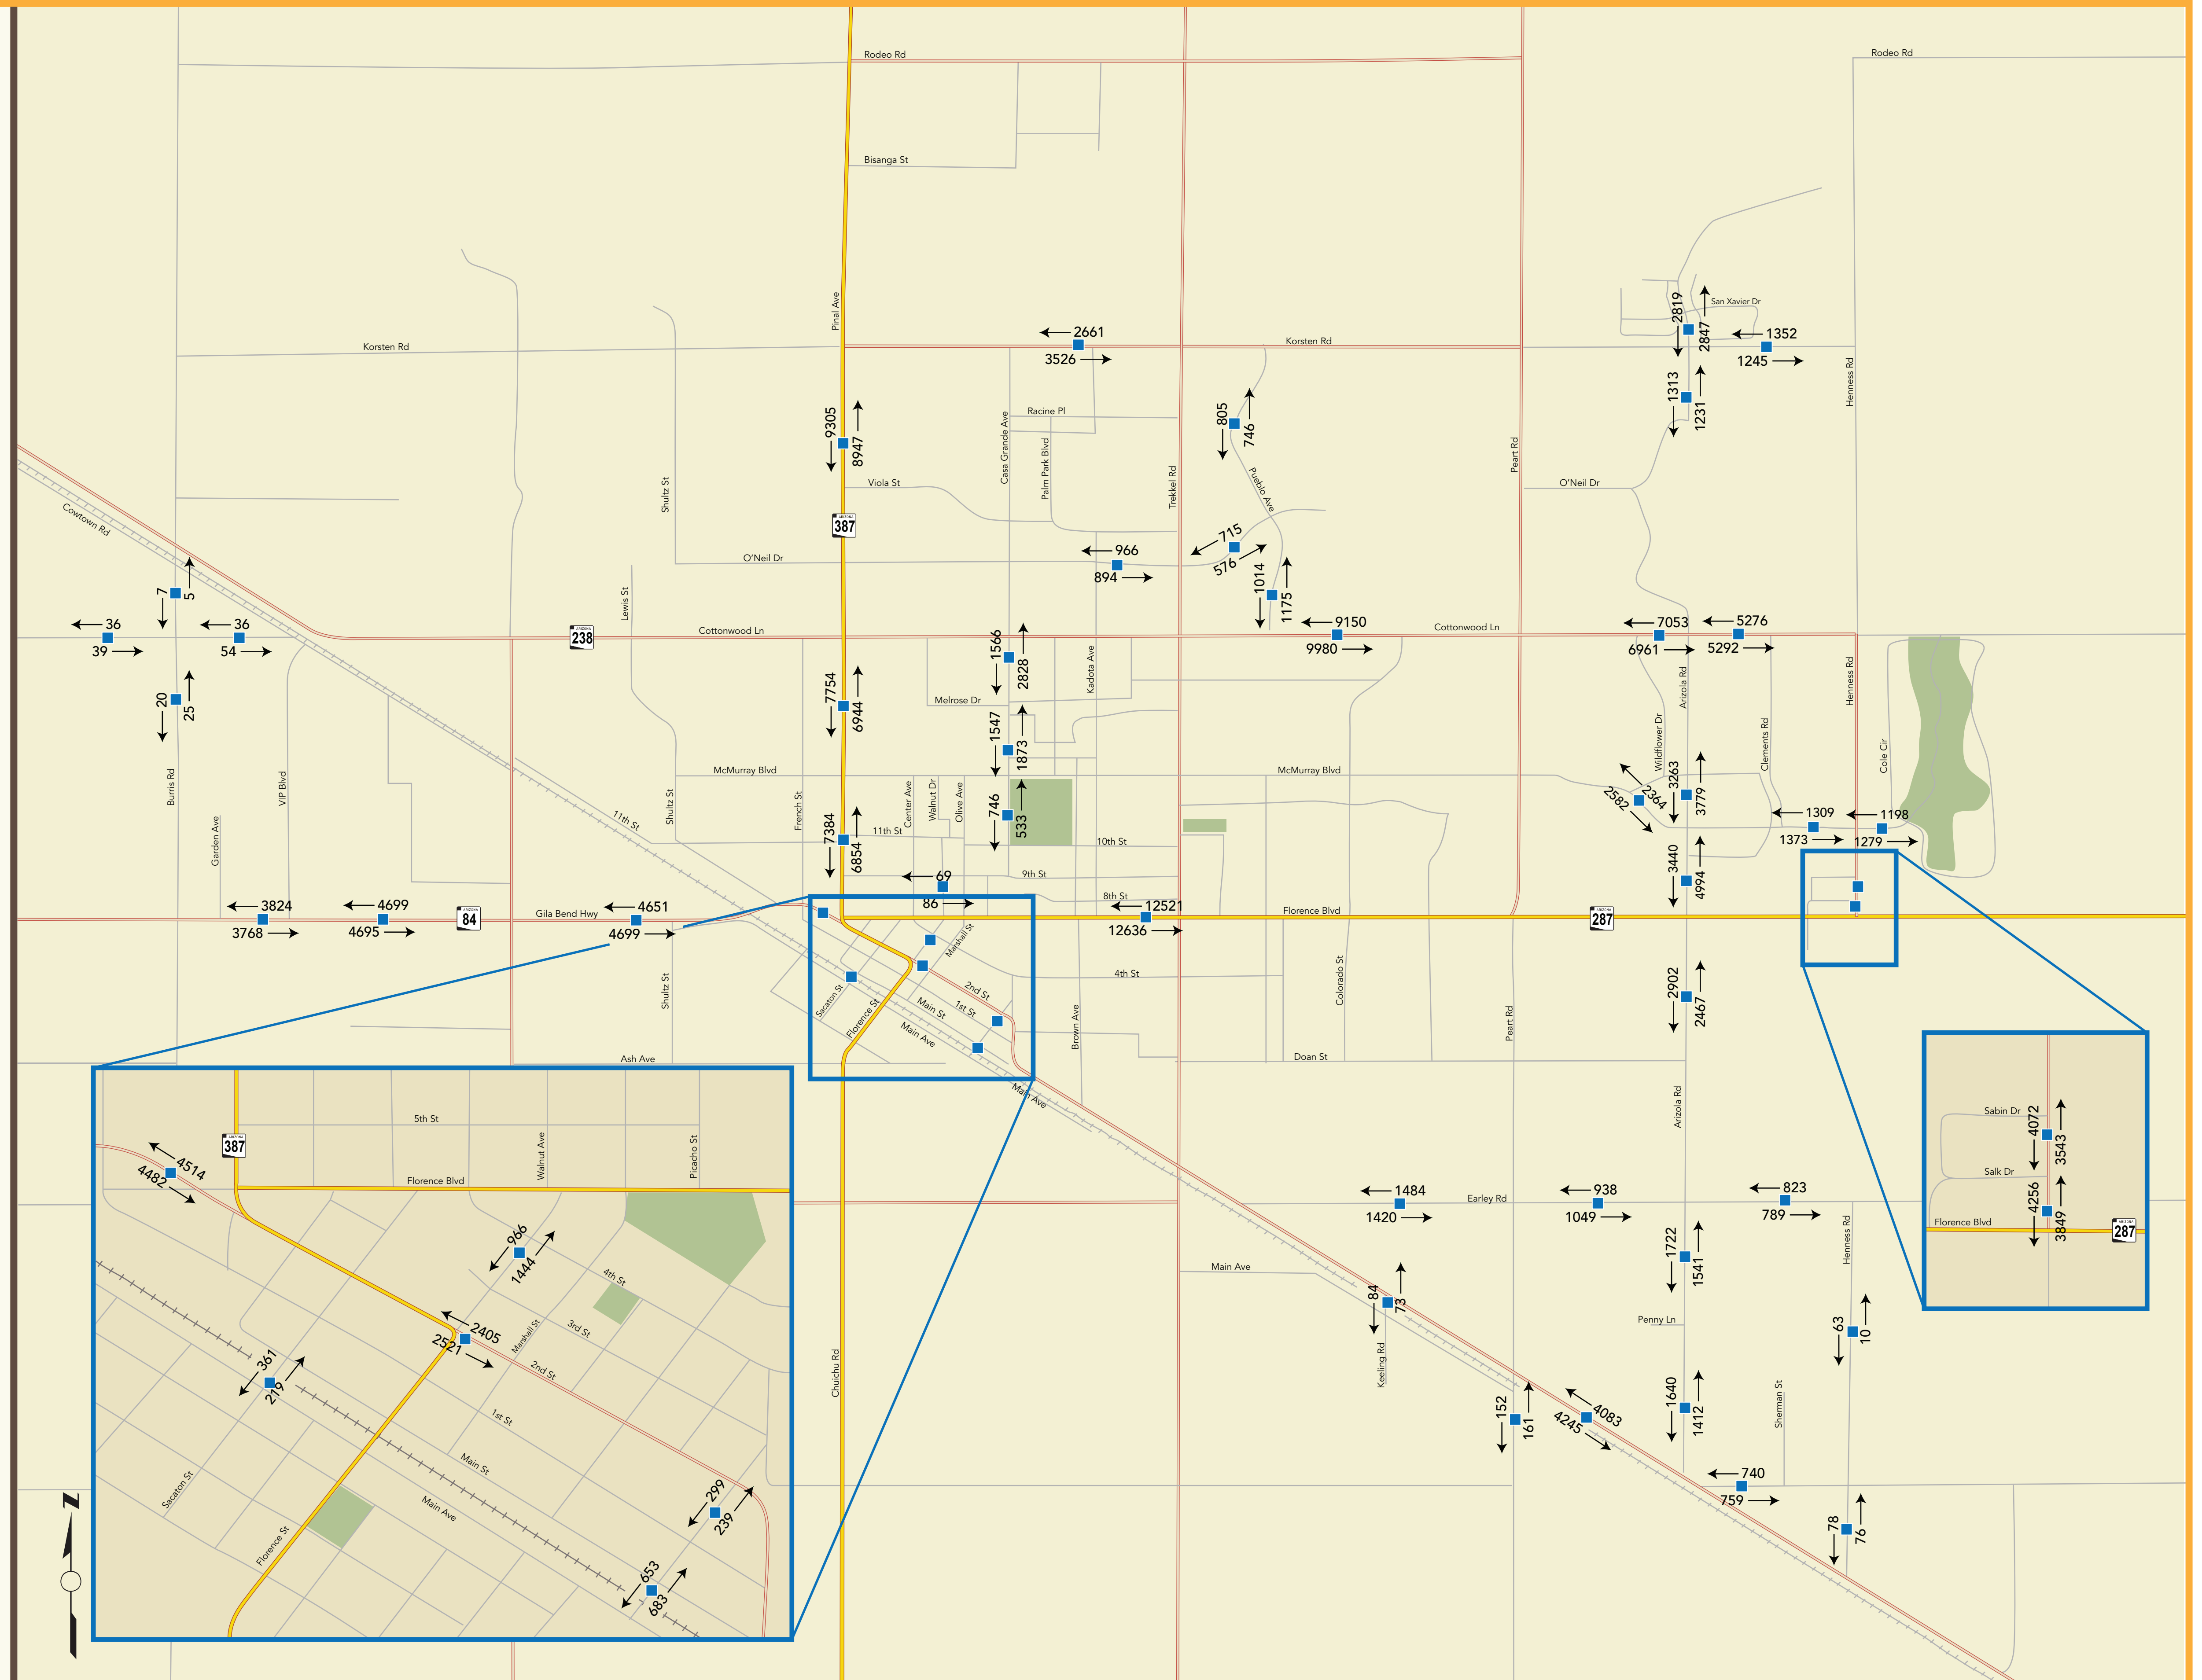 Rodeo Rd
Rodeo Rd
Bisanga St
Pinal Ave
San Xavier Dr
2819
2847
1352
1245
2661
3526
Korsten Rd
Korsten Rd
Henness Rd
1313
1231
9305
8947
Racine Pl
Casa Grande Ave
Palm Park Blvd
805
746
Peart Rd
Trekkel Rd
Pueblo Ave
Shultz St
Viola St
O'Neil Dr
Cowtown Rd
ARIZONA
387
715
576
966
894
O'Neil Dr
1014
1175
7
5
Lewis St
36
39
36
54
ARIZONA
238
Cottonwood Ln
9150
9980
Cottonwood Ln
7053
6961
5276
5292
1566
2828
Kadota Ave
20
25
7754
6944
Melrose Dr
Arizola Rd
Henness Rd
1547
1873
Wildflower Dr
Clements Rd
Cole Cir
Burris Rd
VIP Blvd
McMurray Blvd
McMurray Blvd
Shultz St
French St
Center Ave
Walnut Dr
Olive Ave
746
533
2582
2364
3263
3779
1309
1373
1198
1279
11th St
Garden Ave
7384
6854
11th St
10th St
9th St
69
86
8th St
3440
4994
3824
3768
4699
4695
ARIZONA
84
Gila Bend Hwy
4651
4699
12521
12636
Florence Blvd
ARIZONA
287
Marshall St
4th St
Shultz St
Sacaton St
Florence St
2nd St
1st St
Main St
Main Ave
Colorado St
2902
2467
Brown Ave
Peart Rd
Ash Ave
Doan St
Main Ave
Arizola Rd
5th St
ARIZONA
387
Walnut Ave
Picacho St
4514
4482
Florence Blvd
966
1444
4th St
2405
2521
Marshall St
3rd St
2nd St
361
219
1st St
Main St
Main Ave
Sacaton St
Florence St
299
239
653
683
N
Chuichu Rd
Sabin Dr
4072
3543
Salk Dr
4256
3849
Florence Blvd
ARIZONA
287
1484
1420
Earley Rd
938
1049
823
789
1722
1541
Henness Rd
Main Ave
84
73
Keeling Rd
Penny Ln
63
10
152
161
4083
4245
1640
1412
Sherman St
740
759
78
76